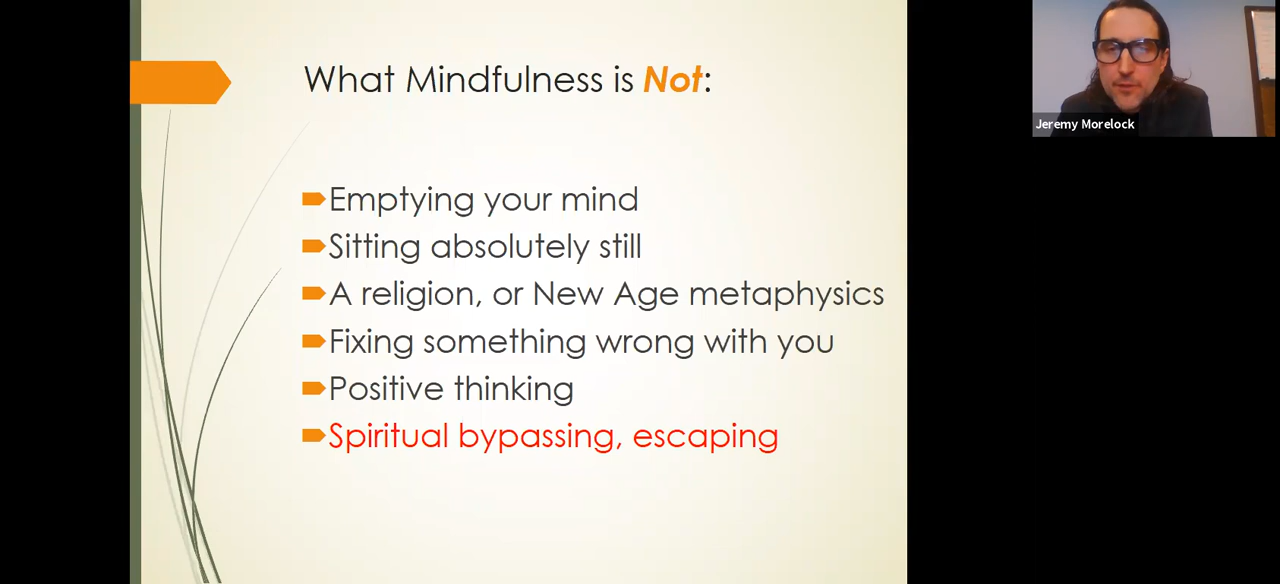 What Mindfulness is Not:
Emptying your mind
Sitting absolutely still
A religion, or New Age metaphysics
Fixing something wrong with you
Positive thinking
Spiritual bypassing, escaping
Jeremy Morelock